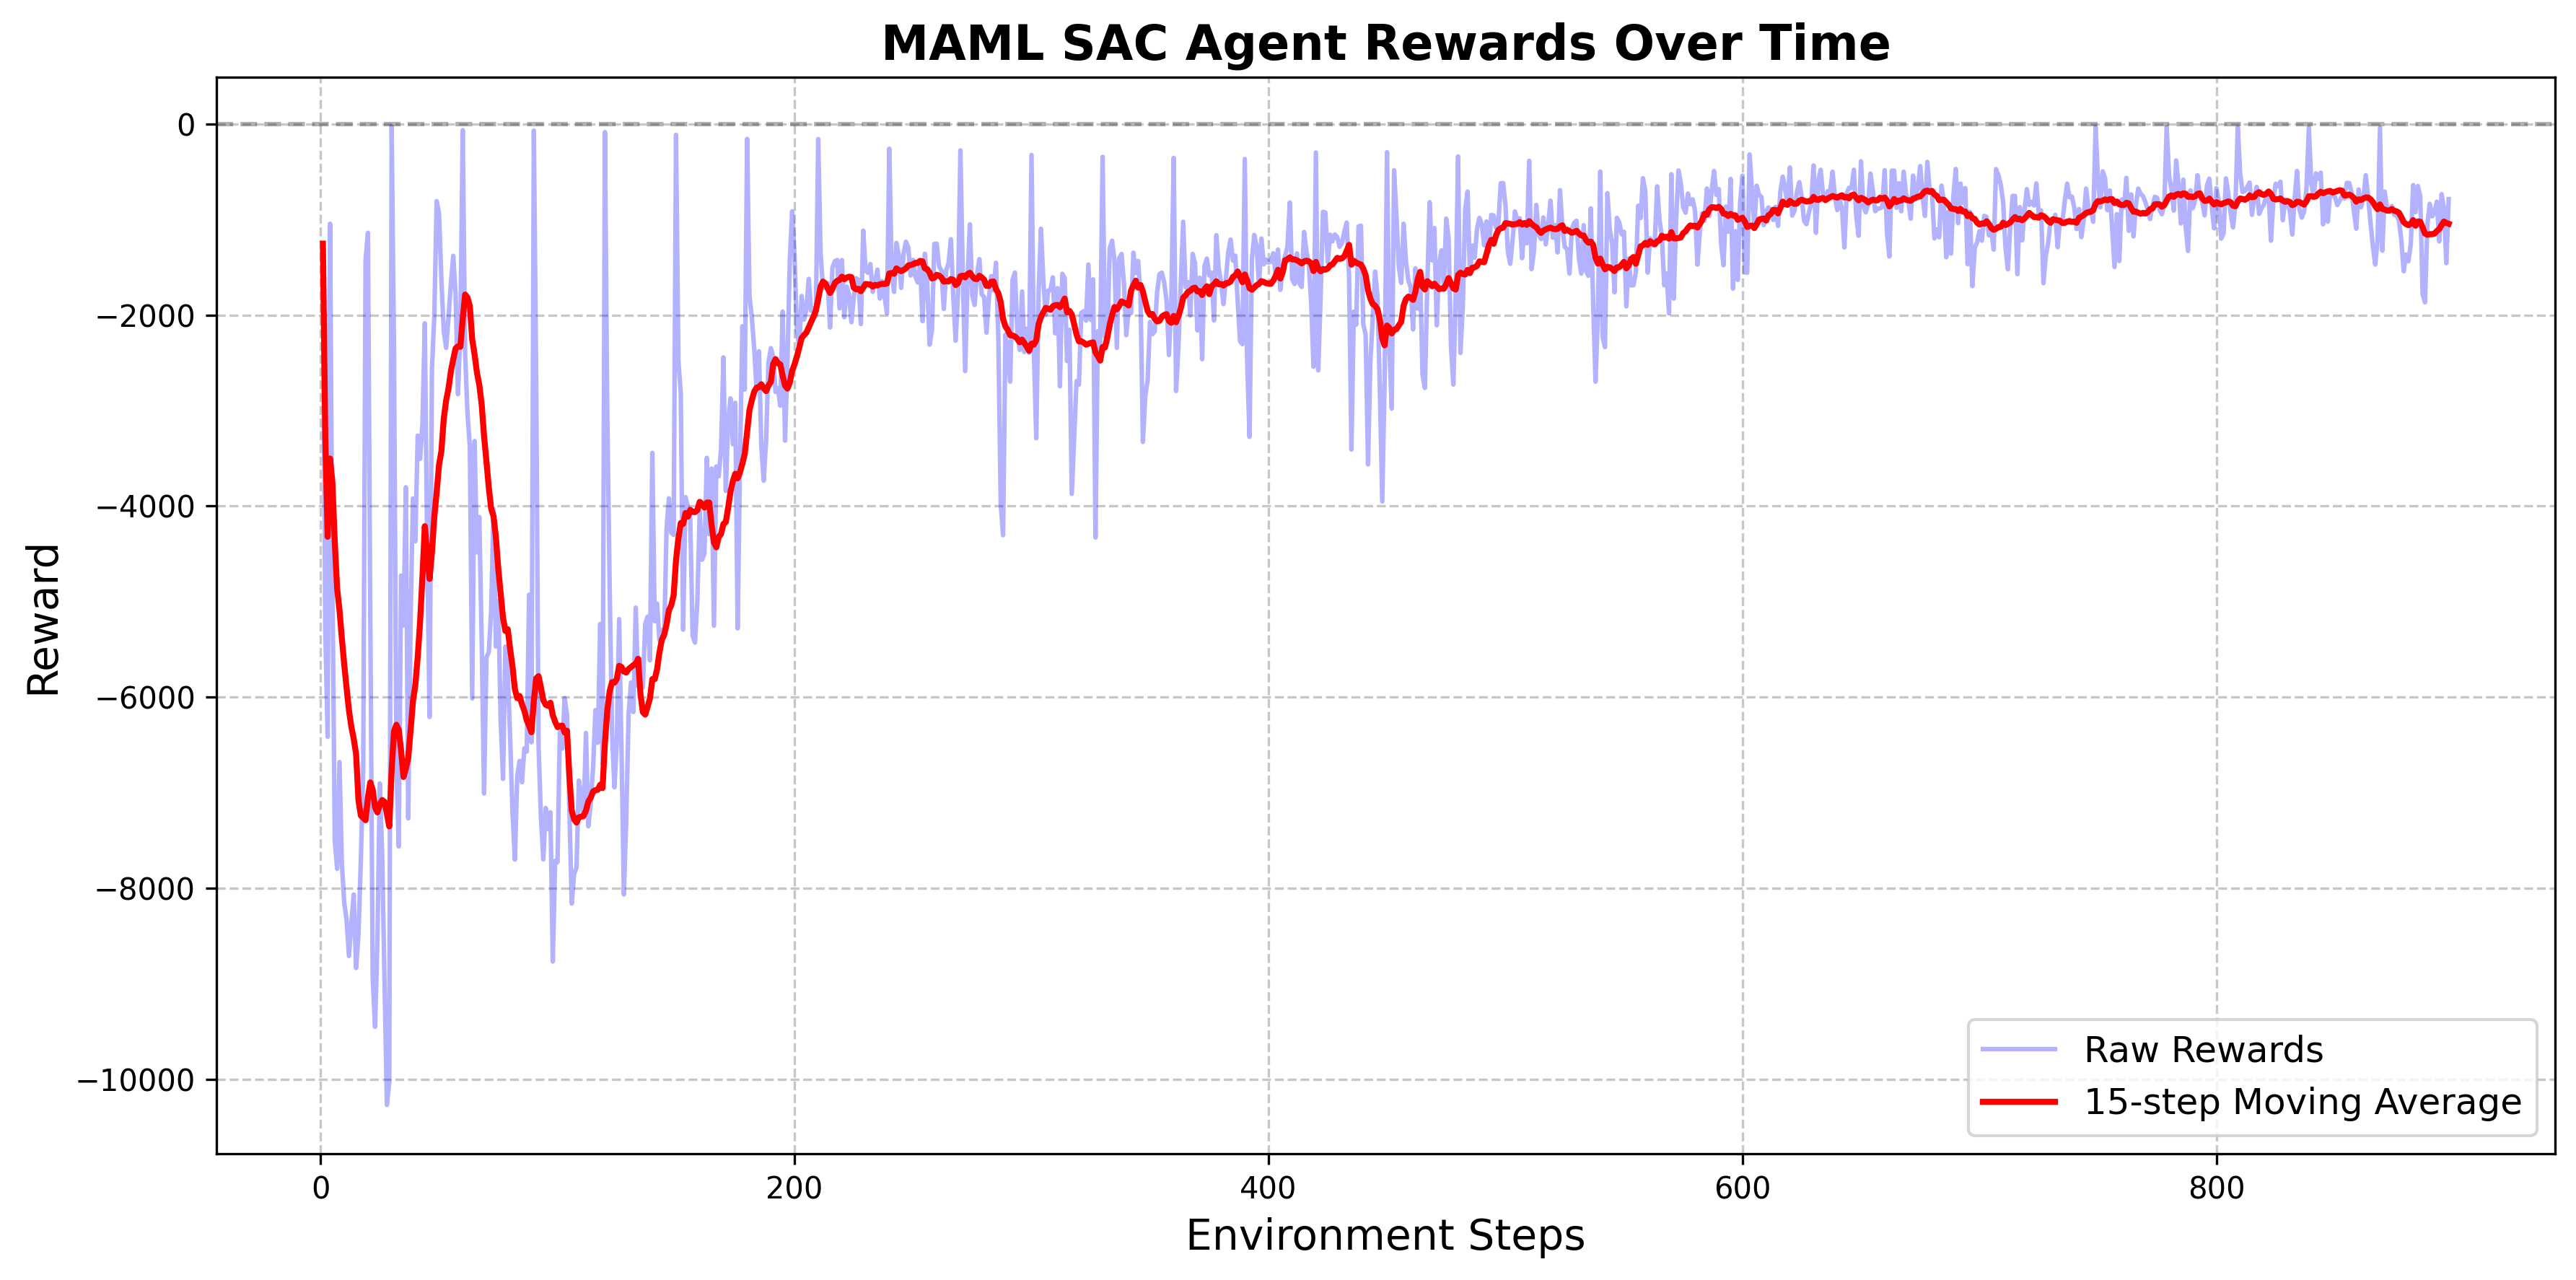 MAML SAC Agent Rewards Over Time
Reward
0
−2000
−4000
−6000
−8000
−10000
0 200 400 600 800
Environment Steps
Raw Rewards
15-step Moving Average